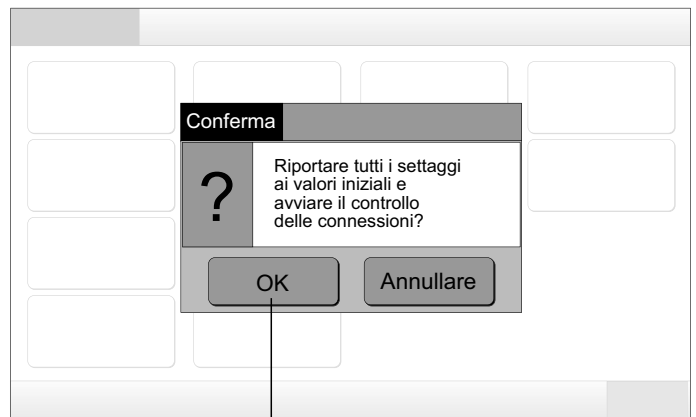 Conferma
?
Riportare tutti i settaggi
ai valori iniziali e
avviare il controllo
delle connessioni?
OK
Annullare